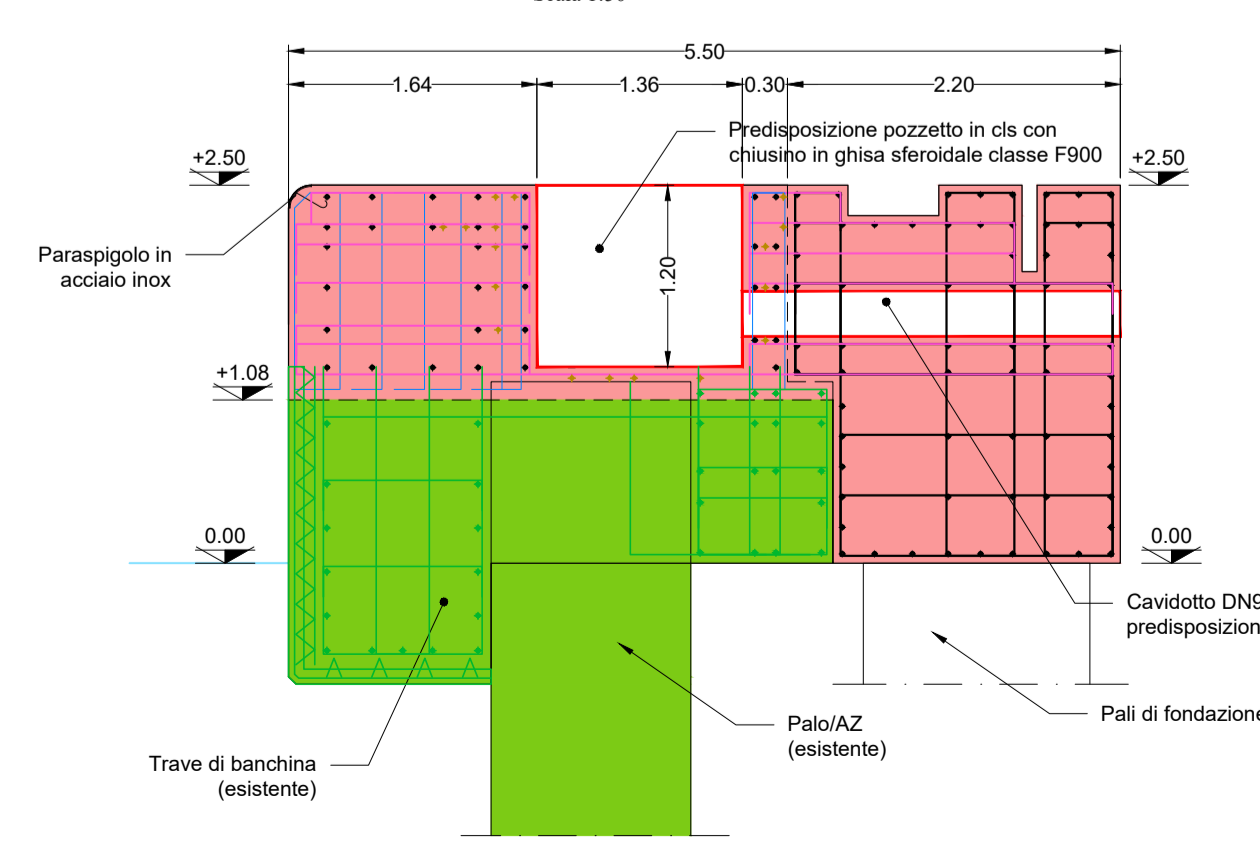 5.50
1.64
1.36
0.30
2.20
Predisposizione pozzetto in cls con
chiusino in ghisa sferoidale classe F900
+2.50
+2.50
Paraspigolo in
acciaio inox
1.20
+1.08
0.00
0.00
Cavidotto DN9
predisposizion
Pali di fondazione
Palo/AZ
(esistente)
Trave di banchina
(esistente)